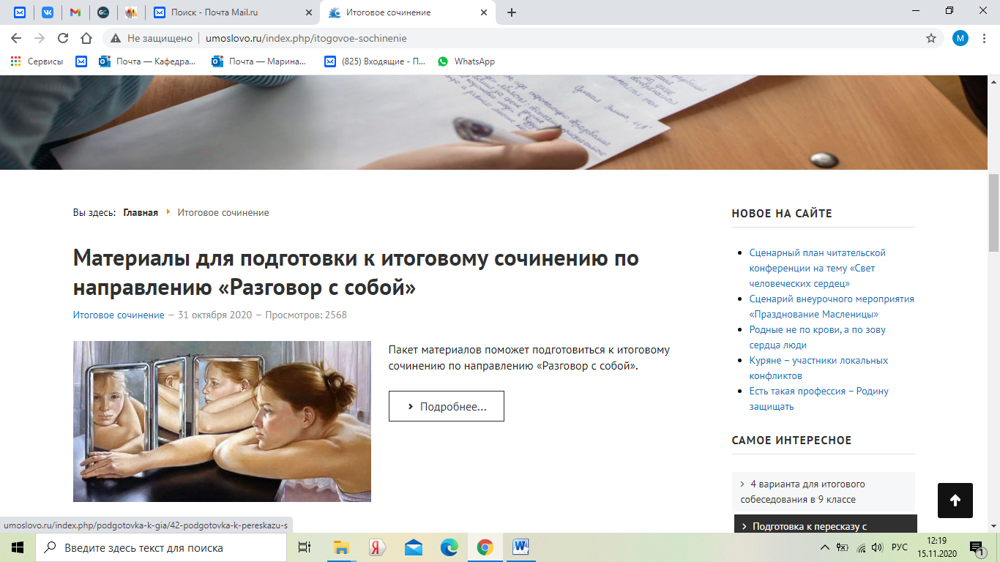 Поиск - Почта Mail.ru
Итоговое сочинение
Не защищено
umoslovo.ru/index.php/itogovoe-sochinenie
M
Сервисы
Почта — Кафедра...
Почта — Марина...
(825) Входящие - П...
WhatsApp
Вы здесь: Главная Итоговое сочинение
Материалы для подготовки к итоговому сочинению по
направлению «Разговор с собой»
Итоговое сочинение — 31 октября 2020 — Просмотров: 2568
Пакет материалов поможет подготовиться к итоговому
сочинению по направлению «Разговор с собой».
Подробнее...
НОВОЕ НА САЙТЕ
Сценарный план читательской
конференции на тему «Свет
человеческих сердец»
Сценарий внеурочного мероприятия
«Празднование Масленицы»
Родные не по крови, а по зову
сердца люди
Куряне – участники локальных
конфликтов
Есть такая профессия – Родину
защищать
САМОЕ ИНТЕРЕСНОЕ
4 варианта для итогового
собеседования в 9 классе
Подготовка к пересказу с
umoslovo.ru/index.php/podgotovka-k-gia/42-podgotovka-k-pereskazu-s
Введите здесь текст для поиска
РУС
12:19
15.11.2020
1